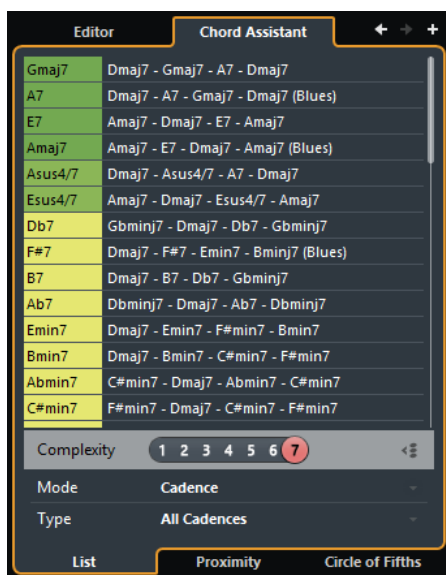 Editor Chord Assistant
Gmaj7 Dmaj7 - Gmaj7 - A7 - Dmaj7
A7 Dmaj7 - A7 - Gmaj7 - Dmaj7 (Blues)
E7 Amaj7 - Dmaj7 - E7 - Amaj7
Amaj7 Amaj7 - E7 - Dmaj7 - Amaj7 (Blues)
Asus4/7 Dmaj7 - Asus4/7 - A7 - Dmaj7
Esus4/7 Amaj7 - Dmaj7 - Esus4/7 - Amaj7
Db7 Gbminj7 - Dmaj7 - Db7 - Gbminj7
F#7 Dmaj7 - F#7 - Emin7 - Bminj7 (Blues)
B7 Dmaj7 - B7 - Db7 - Gbminj7
Ab7 Dbminj7 - Dmaj7 - Ab7 - Dbminj7
Emin7 Dmaj7 - Emin7 - F#min7 - Bmin7
Bmin7 Dmaj7 - Bmin7 - C#min7 - F#min7
Abmin7 C#min7 - Dmaj7 - Abmin7 - C#min7
C#min7 F#min7 - Dmaj7 - C#min7 - F#min7
Complexity 1 2 3 4 5 6 7
Mode Cadence
Type All Cadences
List Proximity Circle of Fifths